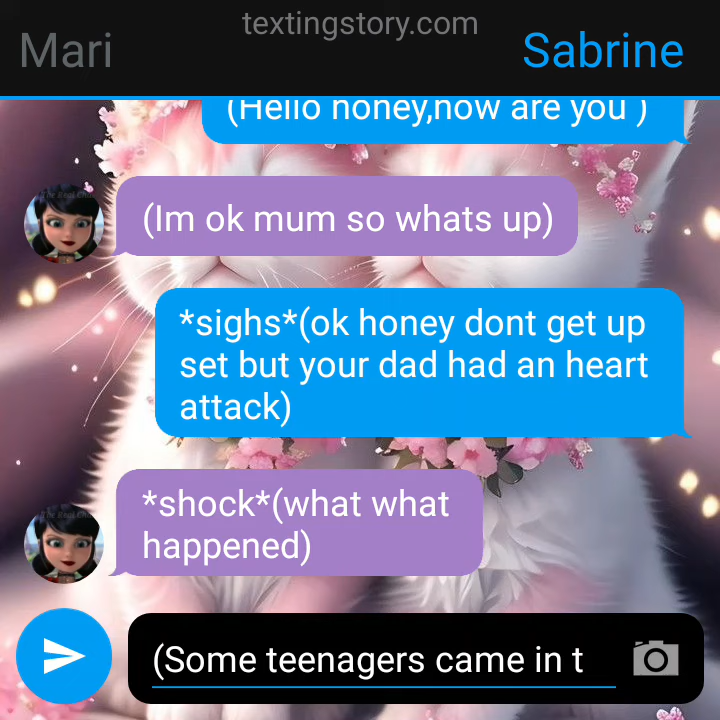 textingstory.com
Mari
Sabrine
(Hello honey,how are you )
(Im ok mum so whats up)
*sighs*(ok honey dont get up
set but your dad had an heart
attack)
*shock*(what what
happened)
(Some teenagers came in t